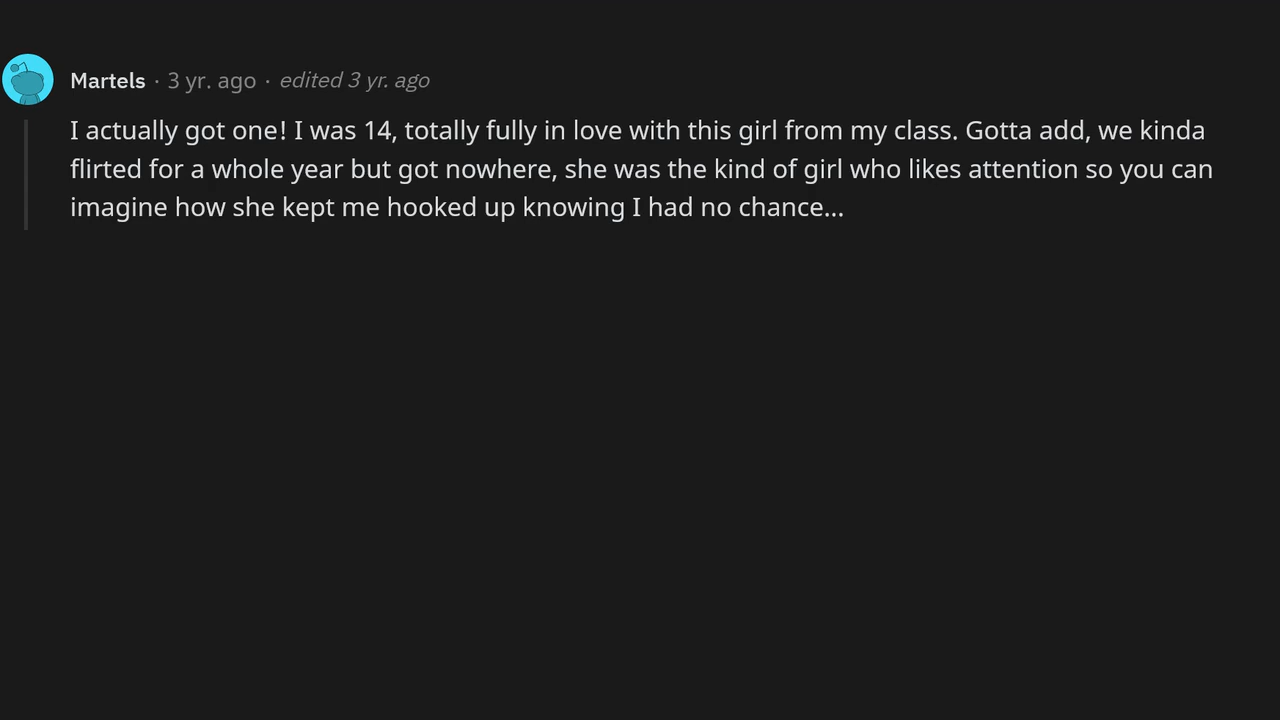 Martels · 3 yr. ago · edited 3 yr. ago
I actually got one! I was 14, totally fully in love with this girl from my class. Gotta add, we kinda
flirted for a whole year but got nowhere, she was the kind of girl who likes attention so you can
imagine how she kept me hooked up knowing I had no chance...